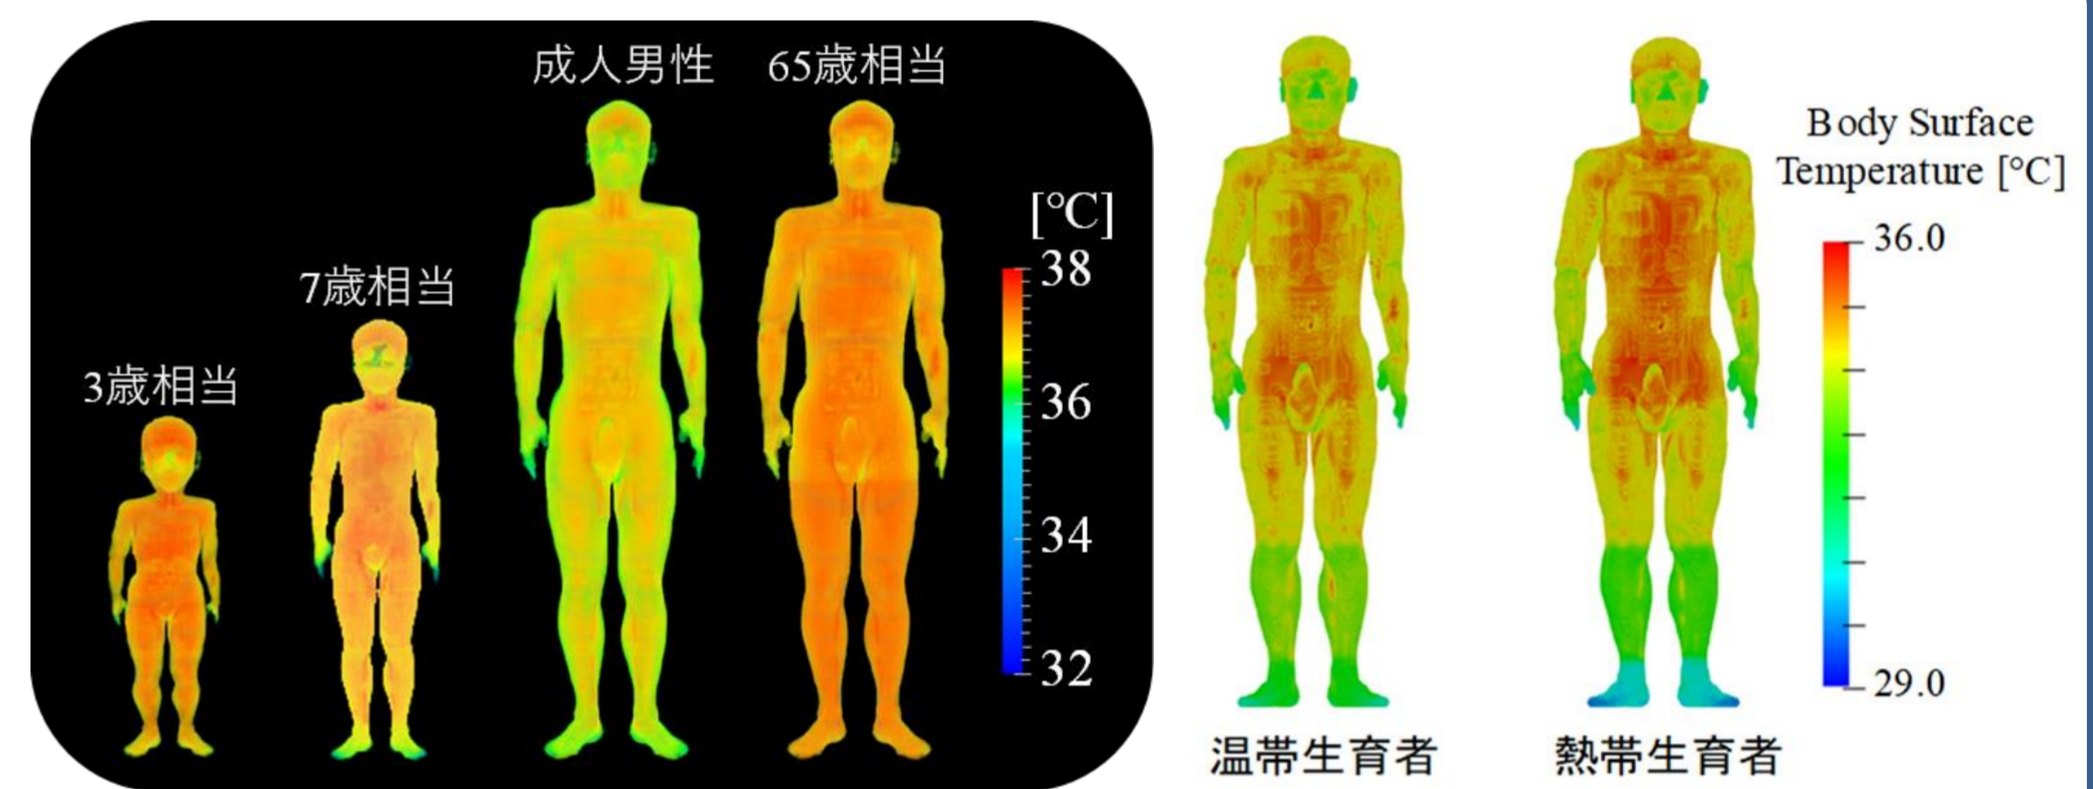 成人男性
65歳相当
7歳相当
3歳相当
[℃]
38
36
34
32
Body Surface
Temperature [°C]
36.0
29.0
温帯生育者
熱帯生育者